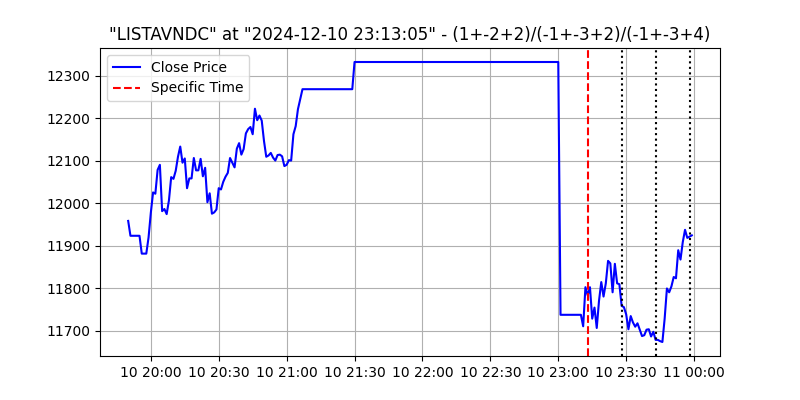 "LISTAVNDC" at "2024-12-10 23:13:05" - (1+-2+2)/(-1+-3+2)/(-1+-3+4)
Close Price
Specific Time
12300
12200
12100
12000
11900
11800
11700
10 20:00 10 20:30 10 21:00 10 21:30 10 22:00 10 22:30 10 23:00 10 23:30 11 00:00